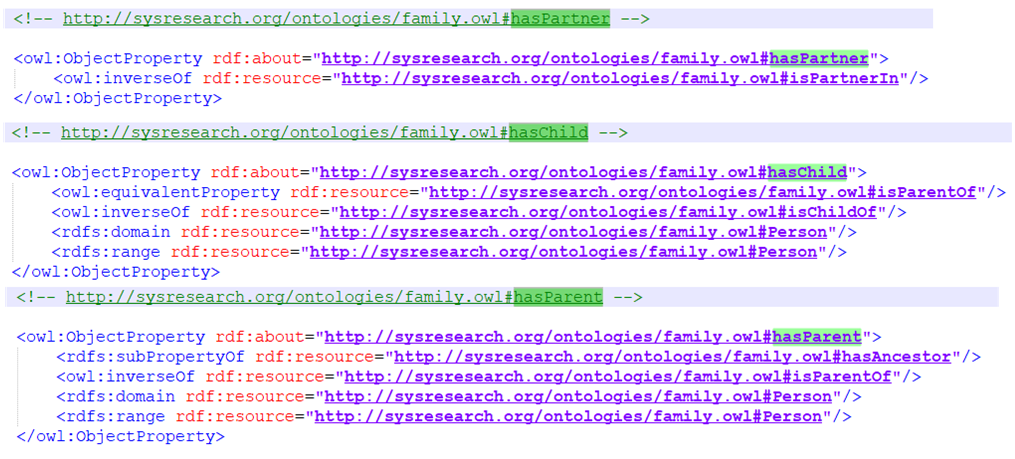 <!-- http://sysresearch.org/ontologies/family.owl#hasPartner -->
<owl:ObjectProperty rdf:about="http://sysresearch.org/ontologies/family.owl#hasPartner">
<owl:inverseOf rdf:resource="http://sysresearch.org/ontologies/family.owl#isPartnerIn"/>
</owl:ObjectProperty>
<!-- http://sysresearch.org/ontologies/family.owl#hasChild -->
<owl:ObjectProperty rdf:about="http://sysresearch.org/ontologies/family.owl#hasChild">
<owl:equivalentProperty rdf:resource="http://sysresearch.org/ontologies/family.owl#isParentOf"/>
<owl:inverseOf rdf:resource="http://sysresearch.org/ontologies/family.owl#isChildOf"/>
<rdfs:domain rdf:resource="http://sysresearch.org/ontologies/family.owl#Person"/>
<rdfs:range rdf:resource="http://sysresearch.org/ontologies/family.owl#Person"/>
</owl:ObjectProperty>
<!-- http://sysresearch.org/ontologies/family.owl#hasParent -->
<owl:ObjectProperty rdf:about="http://sysresearch.org/ontologies/family.owl#hasParent">
<rdfs:subPropertyOf rdf:resource="http://sysresearch.org/ontologies/family.owl#hasAncestor"/>
<owl:inverseOf rdf:resource="http://sysresearch.org/ontologies/family.owl#isParentOf"/>
<rdfs:domain rdf:resource="http://sysresearch.org/ontologies/family.owl#Person"/>
<rdfs:range rdf:resource="http://sysresearch.org/ontologies/family.owl#Person"/>
</owl:ObjectProperty>